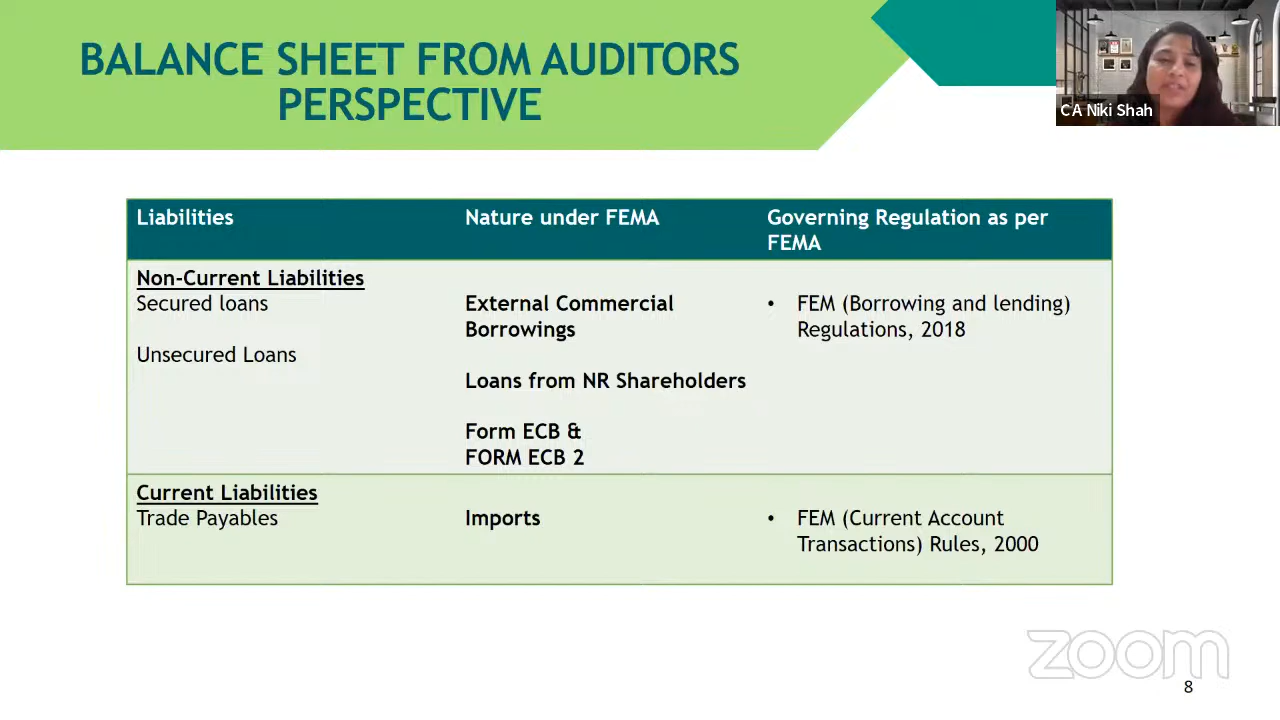 BALANCE SHEET FROM AUDITORS
PERSPECTIVE
CA Niki Shah
Liabilities
Nature under FEMA
Governing Regulation as per
FEMA
Non-Current Liabilities
Secured loans
Unsecured Loans
External Commercial
Borrowings
Loans from NR Shareholders
Form ECB &
FORM ECB 2
• FEM (Borrowing and lending)
Regulations, 2018
Current Liabilities
Trade Payables
Imports
• FEM (Current Account
Transactions) Rules, 2000
zoom
8